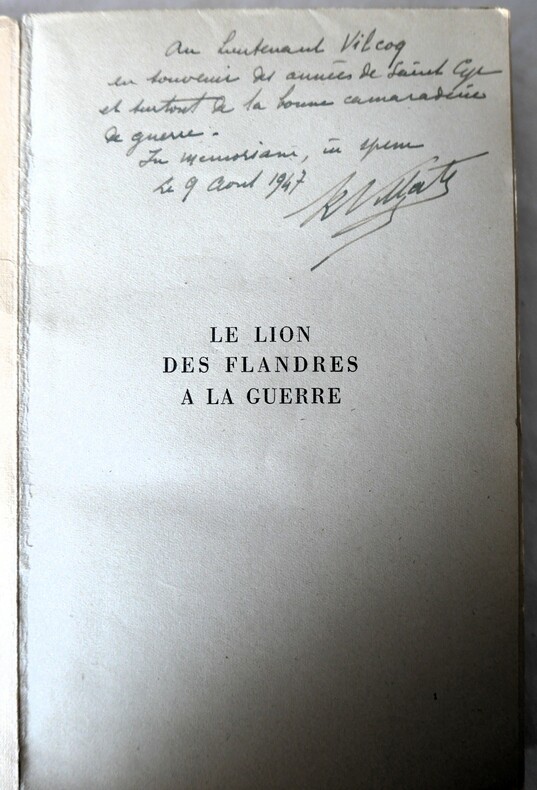 Au Lieutenant Vilcoq
en souvenir des années de Saint Cyr
et surtout de la bonne camaraderie
de guerre.
In memoriam, in spem
Le 9 Aout 1947
LE LION
DES FLANDRES
A LA GUERRE